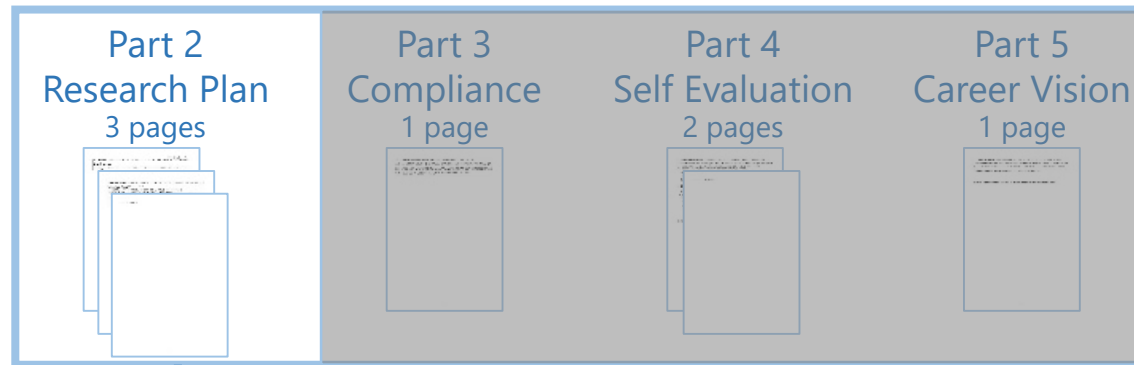 Part 2
Research Plan
3 pages
Part 3
Compliance
1 page
Part 4
Self Evaluation
2 pages
Part 5
Career Vision
1 page